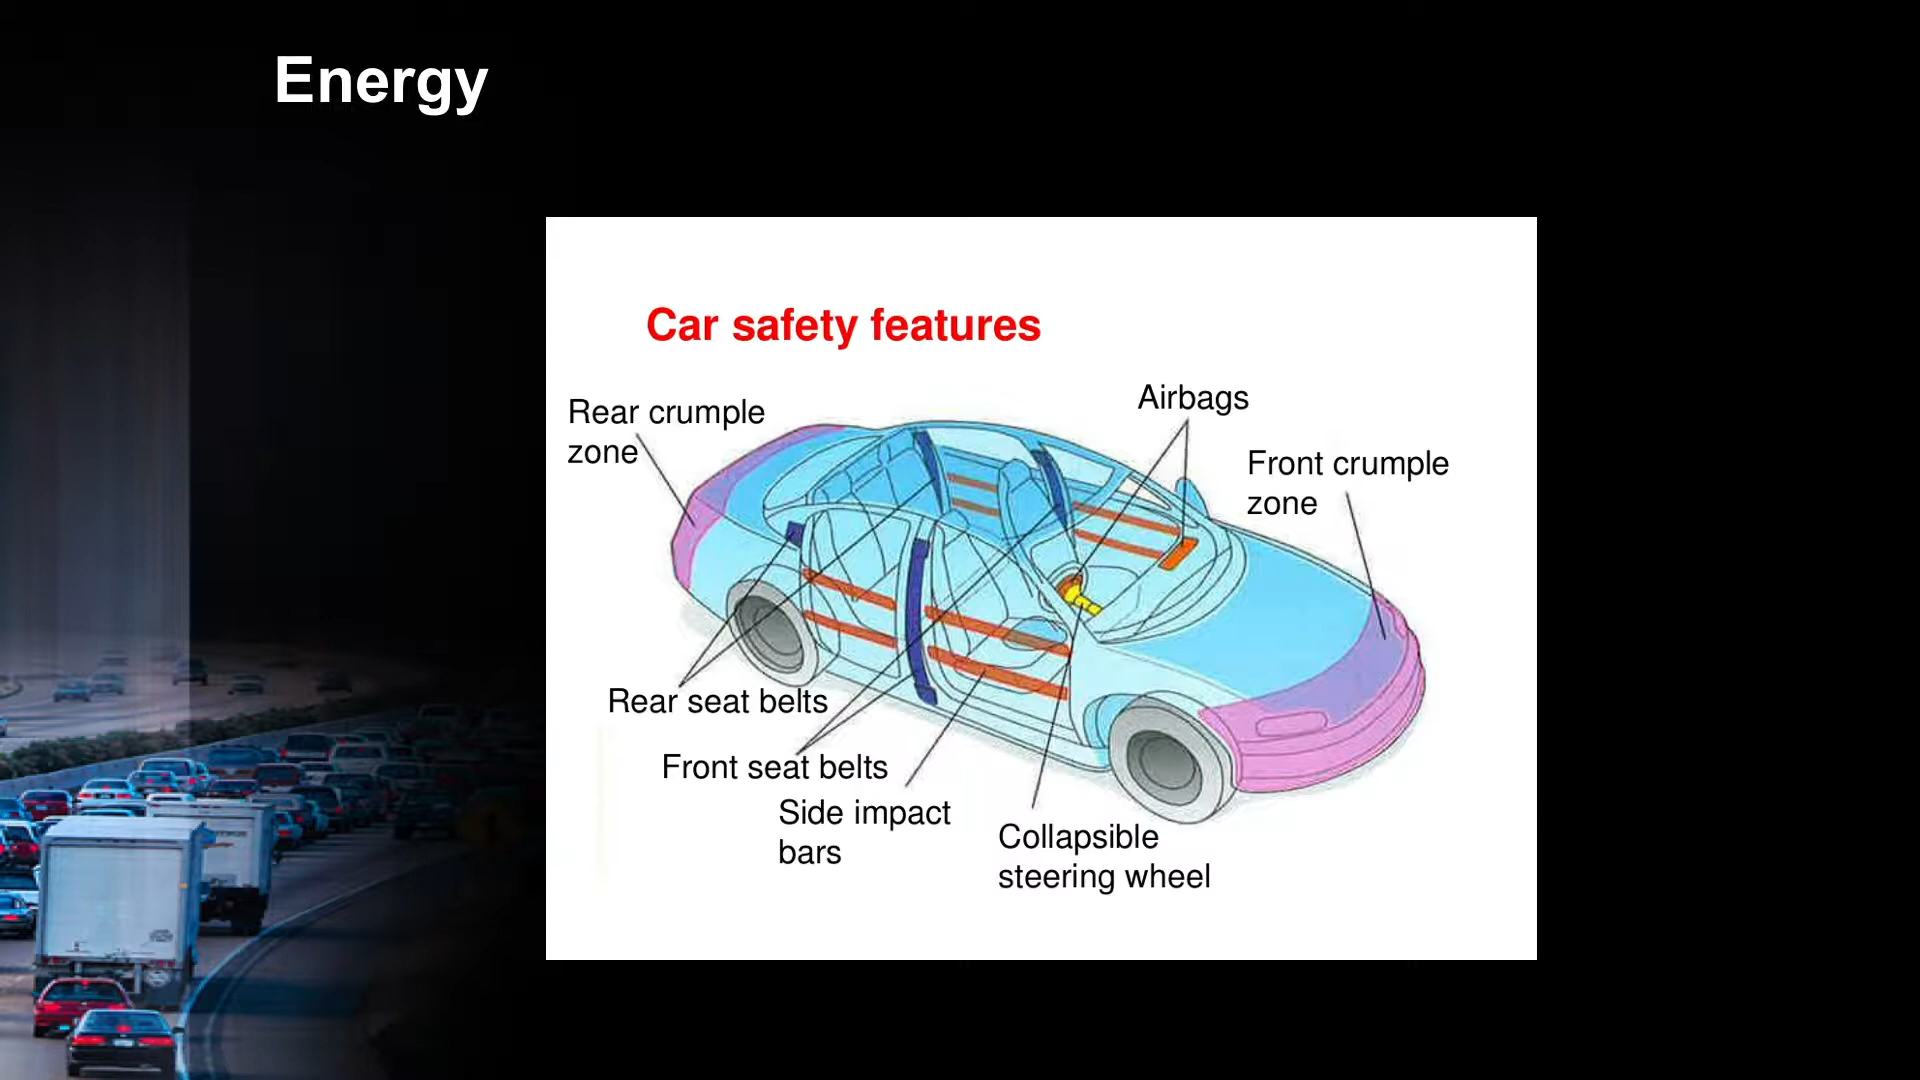 Energy
Car safety features
Airbags
Rear crumple
zone
Front crumple
zone
Rear seat belts
Front seat belts
Side impact
bars
Collapsible
steering wheel